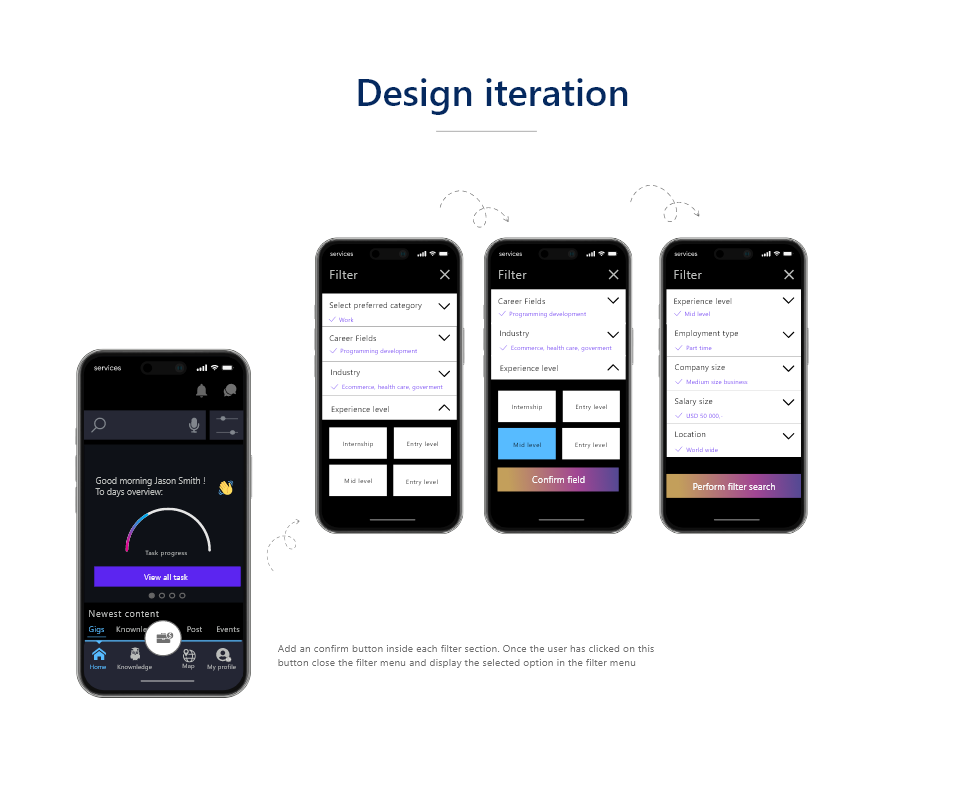 Design iteration
services
Filter
Select preferred category
Work
Career Fields
Programming development
Industry
Ecommerce, health care, goverment
Experience level
Internship
Entry level
Mid level
Entry level
services
Filter
Career Fields
Programming development
Industry
Ecommerce, health care, goverment
Experience level
Internship
Entry level
Mid level
Entry level
Confirm field
services
Filter
Experience level
Mid level
Employment type
Part time
Company size
Medium size business
Salary size
USD 50 000.-
Location
World wide
Perform filter search
services
Good morning Jason Smith !
To days overview:
Task progress
View all task
Newest content
Gigs Knowle Post Events
Home Knownledge Map My profile
Add an confirm button inside each filter section. Once the user has clicked on this
button close the filter menu and display the selected option in the filter menu